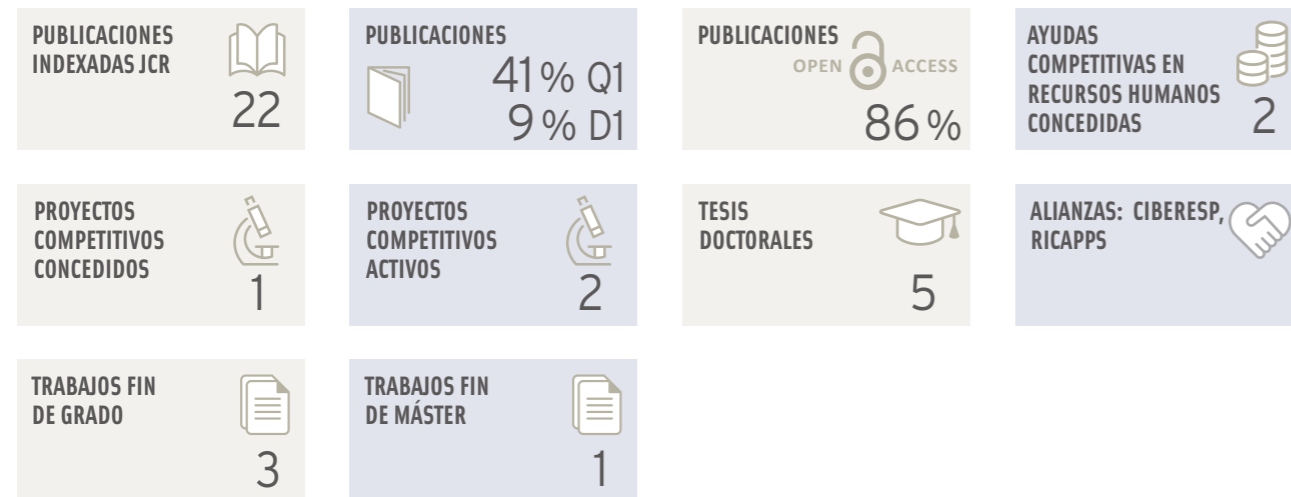 PUBLICACIONES
INDEXADAS JCR
22
PUBLICACIONES
41% Q1
9% D1
PUBLICACIONES
OPEN ACCESS
86%
AYUDAS
COMPETITIVAS EN
RECURSOS HUMANOS
CONCEDIDAS
2
PROYECTOS
COMPETITIVOS
CONCEDIDOS
1
PROYECTOS
COMPETITIVOS
ACTIVOS
2
TESIS
DOCTORALES
5
ALIANZAS: CIBERESP,
RICAPPS
TRABAJOS FIN
DE GRADO
3
TRABAJOS FIN
DE MÁSTER
1